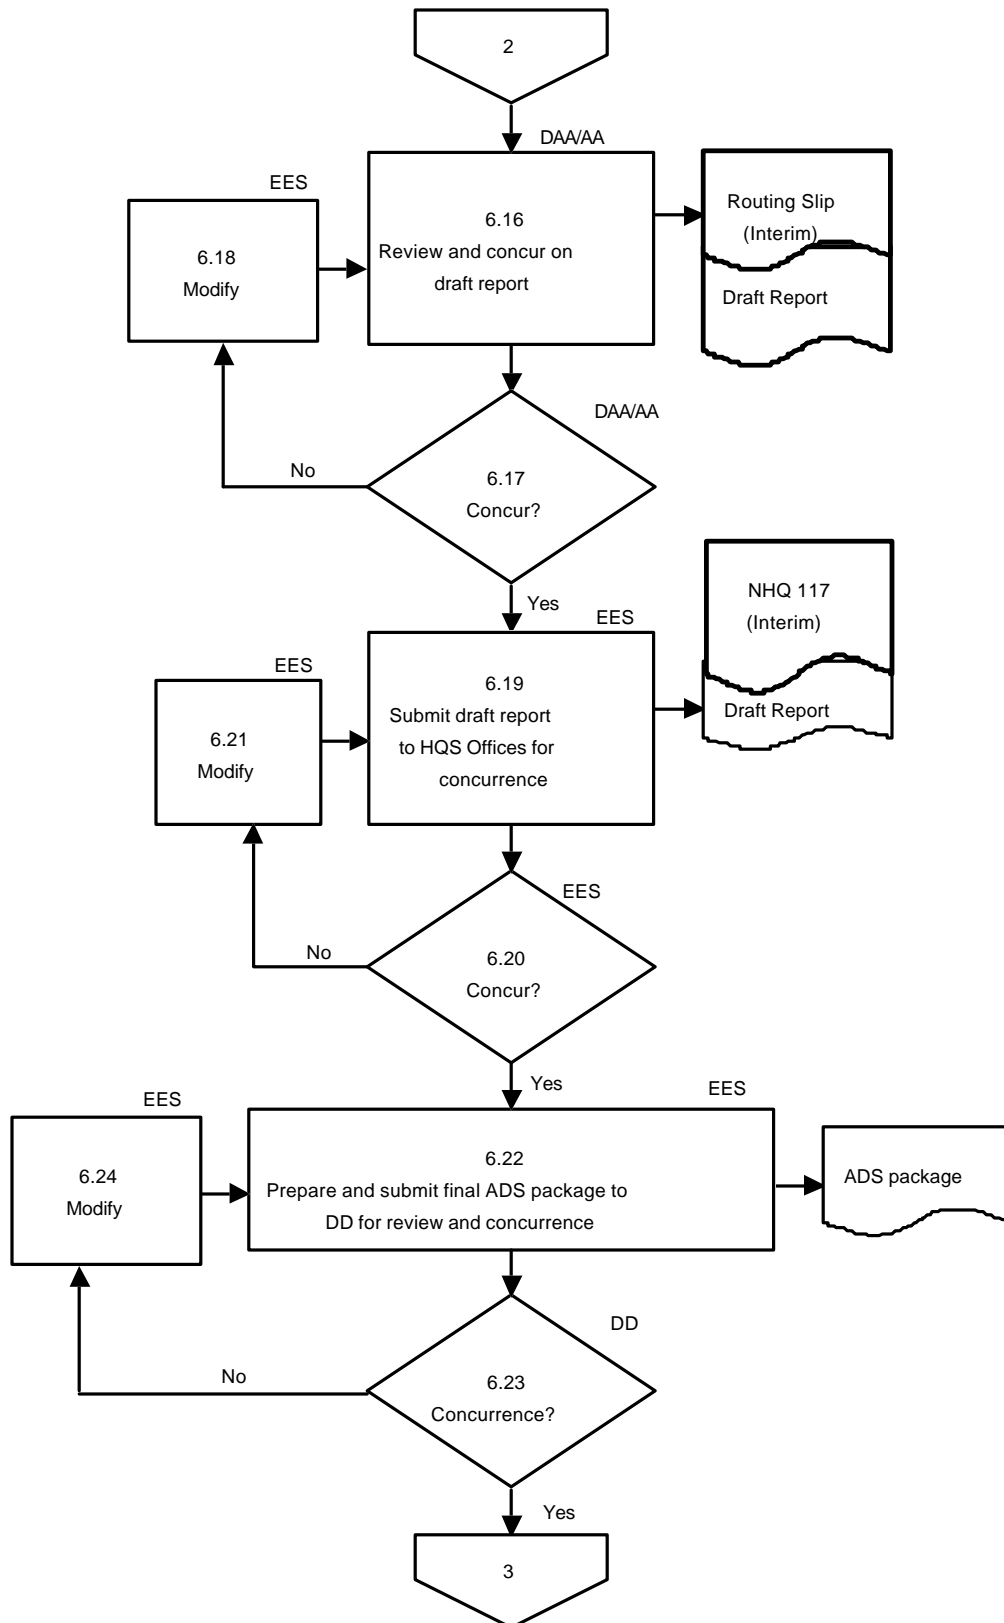 2
DAA/AA
EES
6.16
Review and concur on
draft report
6.18
Modify
Routing Slip
(Interim)
Draft Report
DAA/AA
No
6.17
Concur?
Yes
EES
NHQ 117
(Interim)
Draft Report
EES
6.19
Submit draft report
to HQS Offices for
concurrence
6.21
Modify
EES
No
6.20
Concur?
Yes
EES
EES
6.22
Prepare and submit final ADS package to
DD for review and concurrence
6.24
Modify
ADS package
DD
No
6.23
Concurrence?
Yes
3